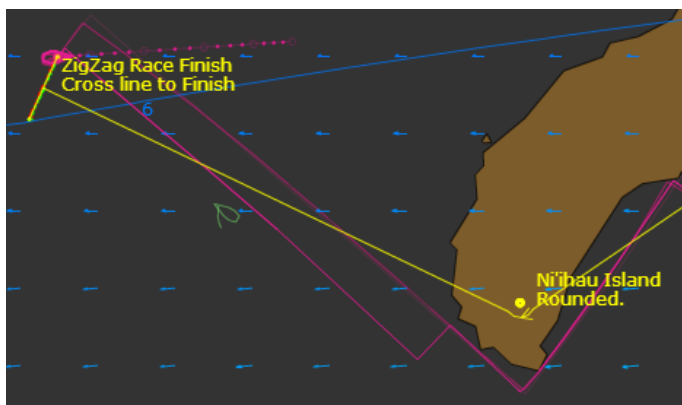 ZigZag Race Finish
Cross line to Finish
6
Ni'ihau Island
Rounded.